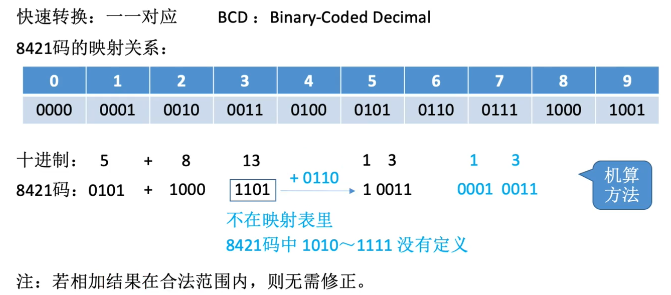 快速转换：一一对应 BCD：Binary-Coded Decimal
8421码的映射关系：
0 1 2 3 4 5 6 7 8 9
0000 0001 0010 0011 0100 0101 0110 0111 1000 1001
十进制： 5 + 8 13 1 3 1 3
8421码：0101 + 1000 1101 + 0110 1 0011 0001 0011
机算
方法
不在映射表里
8421码中 1010～1111 没有定义
注：若相加结果在合法范围内，则无需修正。